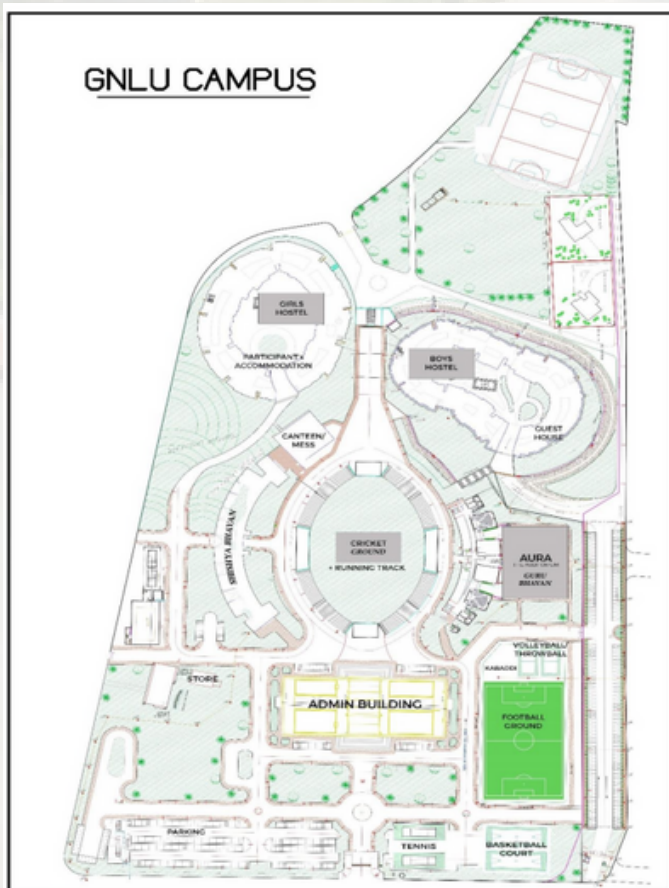 GNLU CAMPUS
GIRLS
HOSTEL
PARTICIPANTS
ACCOMMODATION
BOYS
HOSTEL
GUEST
HOUSE
CANTEEN/
MESS
SHISHYA BHAVAN
CRICKET
GROUND
+ RUNNING TRACK
AURA
GURU
BHAVAN
VOLLEYBALL/
THROWBALL
KABADDI
STORE
ADMIN BUILDING
FOOTBALL
GROUND
PARKING
TENNIS
BASKETBALL
COURT